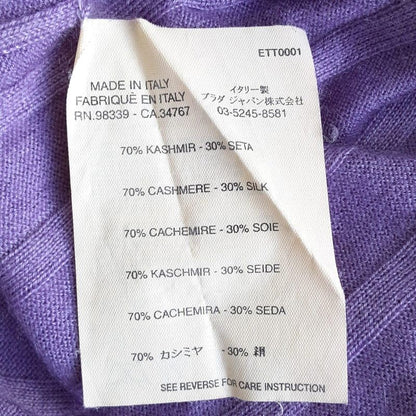 ETT0001
MADE IN ITALY
FABRIQUÉ EN ITALY
RN.98339 - CA.34767
イタリー製
プラダ ジャパン株式会社
03-5245-8581
70% KASHMIR - 30% SETA
70% CASHMERE - 30% SILK
70% CACHEMIRE - 30% SOIE
70% KASCHMIR - 30% SEIDE
70% CACHEMIRA - 30% SEDA
70% カシミヤ - 30% 絹
SEE REVERSE FOR CARE INSTRUCTION